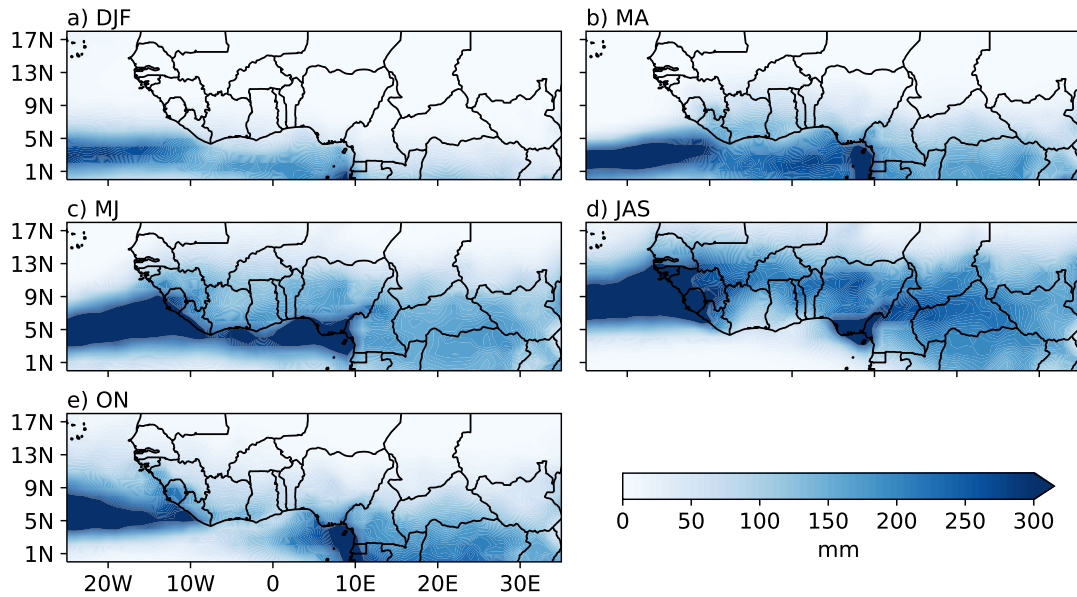 a) DJF
b) MA
17N
13N
9N
5N
1N
17N
13N
9N
5N
1N
c) MJ
d) JAS
17N
13N
9N
5N
1N
17N
13N
9N
5N
1N
e) ON
17N
13N
9N
5N
1N
20W 10W 0 10E 20E 30E
0 50 100 150 200 250 300
mm